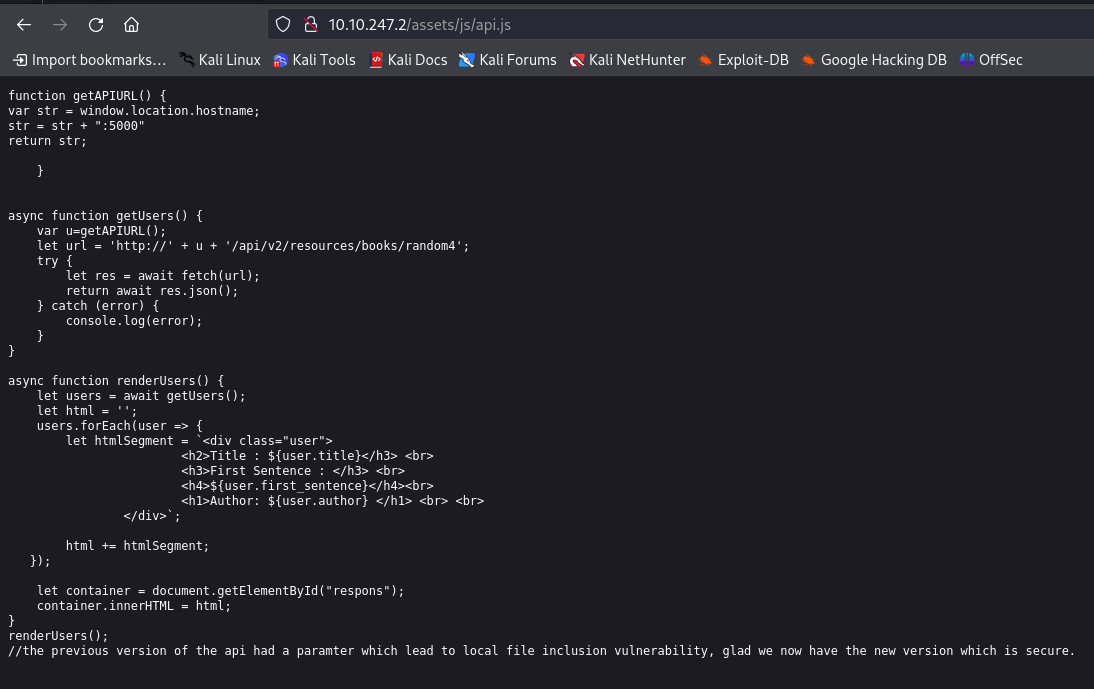 10.10.247.2/assets/js/api.js
Import bookmarks… Kali Linux Kali Tools Kali Docs Kali Forums Kali NetHunter Exploit-DB Google Hacking DB OffSec
function getAPIURL() {
var str = window.location.hostname;
str = str + ":5000"
return str;
    }
async function getUsers() {
    var u=getAPIURL();
    let url = 'http://' + u + '/api/v2/resources/books/random4';
    try {
        let res = await fetch(url);
        return await res.json();
    } catch (error) {
        console.log(error);
    }
}
async function renderUsers() {
    let users = await getUsers();
    let html = '';
    users.forEach(user => {
        let htmlSegment = `<div class="user">
                        <h2>Title : ${user.title}</h3> <br>
                        <h3>First Sentence : </h3> <br>
                        <h4>${user.first_sentence}</h4><br>
                        <h1>Author: ${user.author} </h1> <br> <br>
                </div>`;
        html += htmlSegment;
   });
    let container = document.getElementById("respons");
    container.innerHTML = html;
}
renderUsers();
//the previous version of the api had a paramter which lead to local file inclusion vulnerability, glad we now have the new version which is secure.